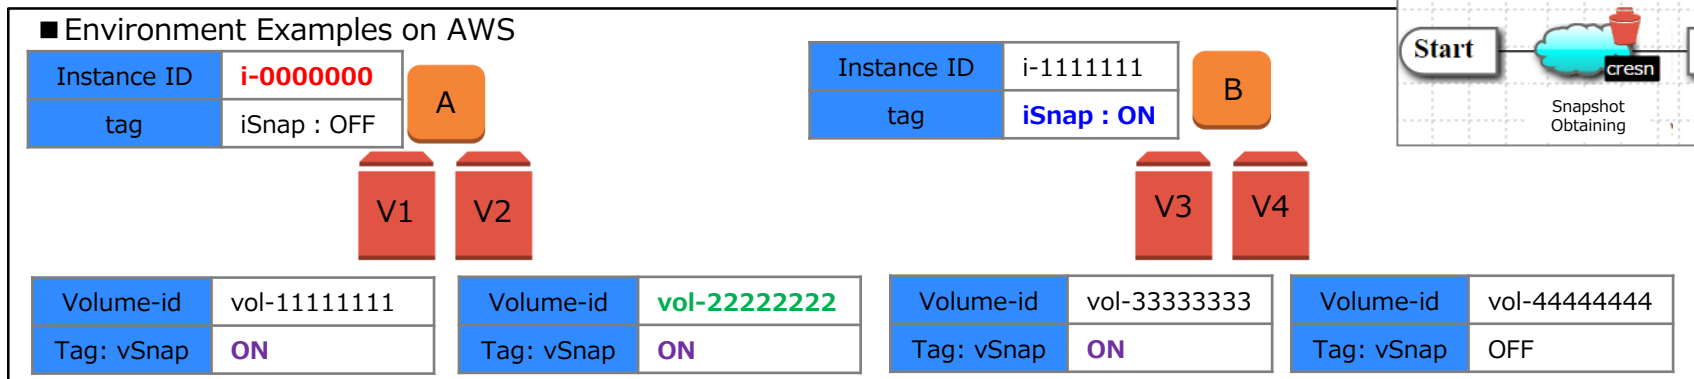 ■Environment Examples on AWS
Instance ID i-0000000
tag iSnap : OFF
A
Instance ID i-1111111
tag iSnap : ON
B
Start
cresn
Snapshot
Obtaining
V1 V2 V3 V4
Volume-id vol-11111111
Tag: vSnap ON
Volume-id vol-22222222
Tag: vSnap ON
Volume-id vol-33333333
Tag: vSnap ON
Volume-id vol-44444444
Tag: vSnap OFF